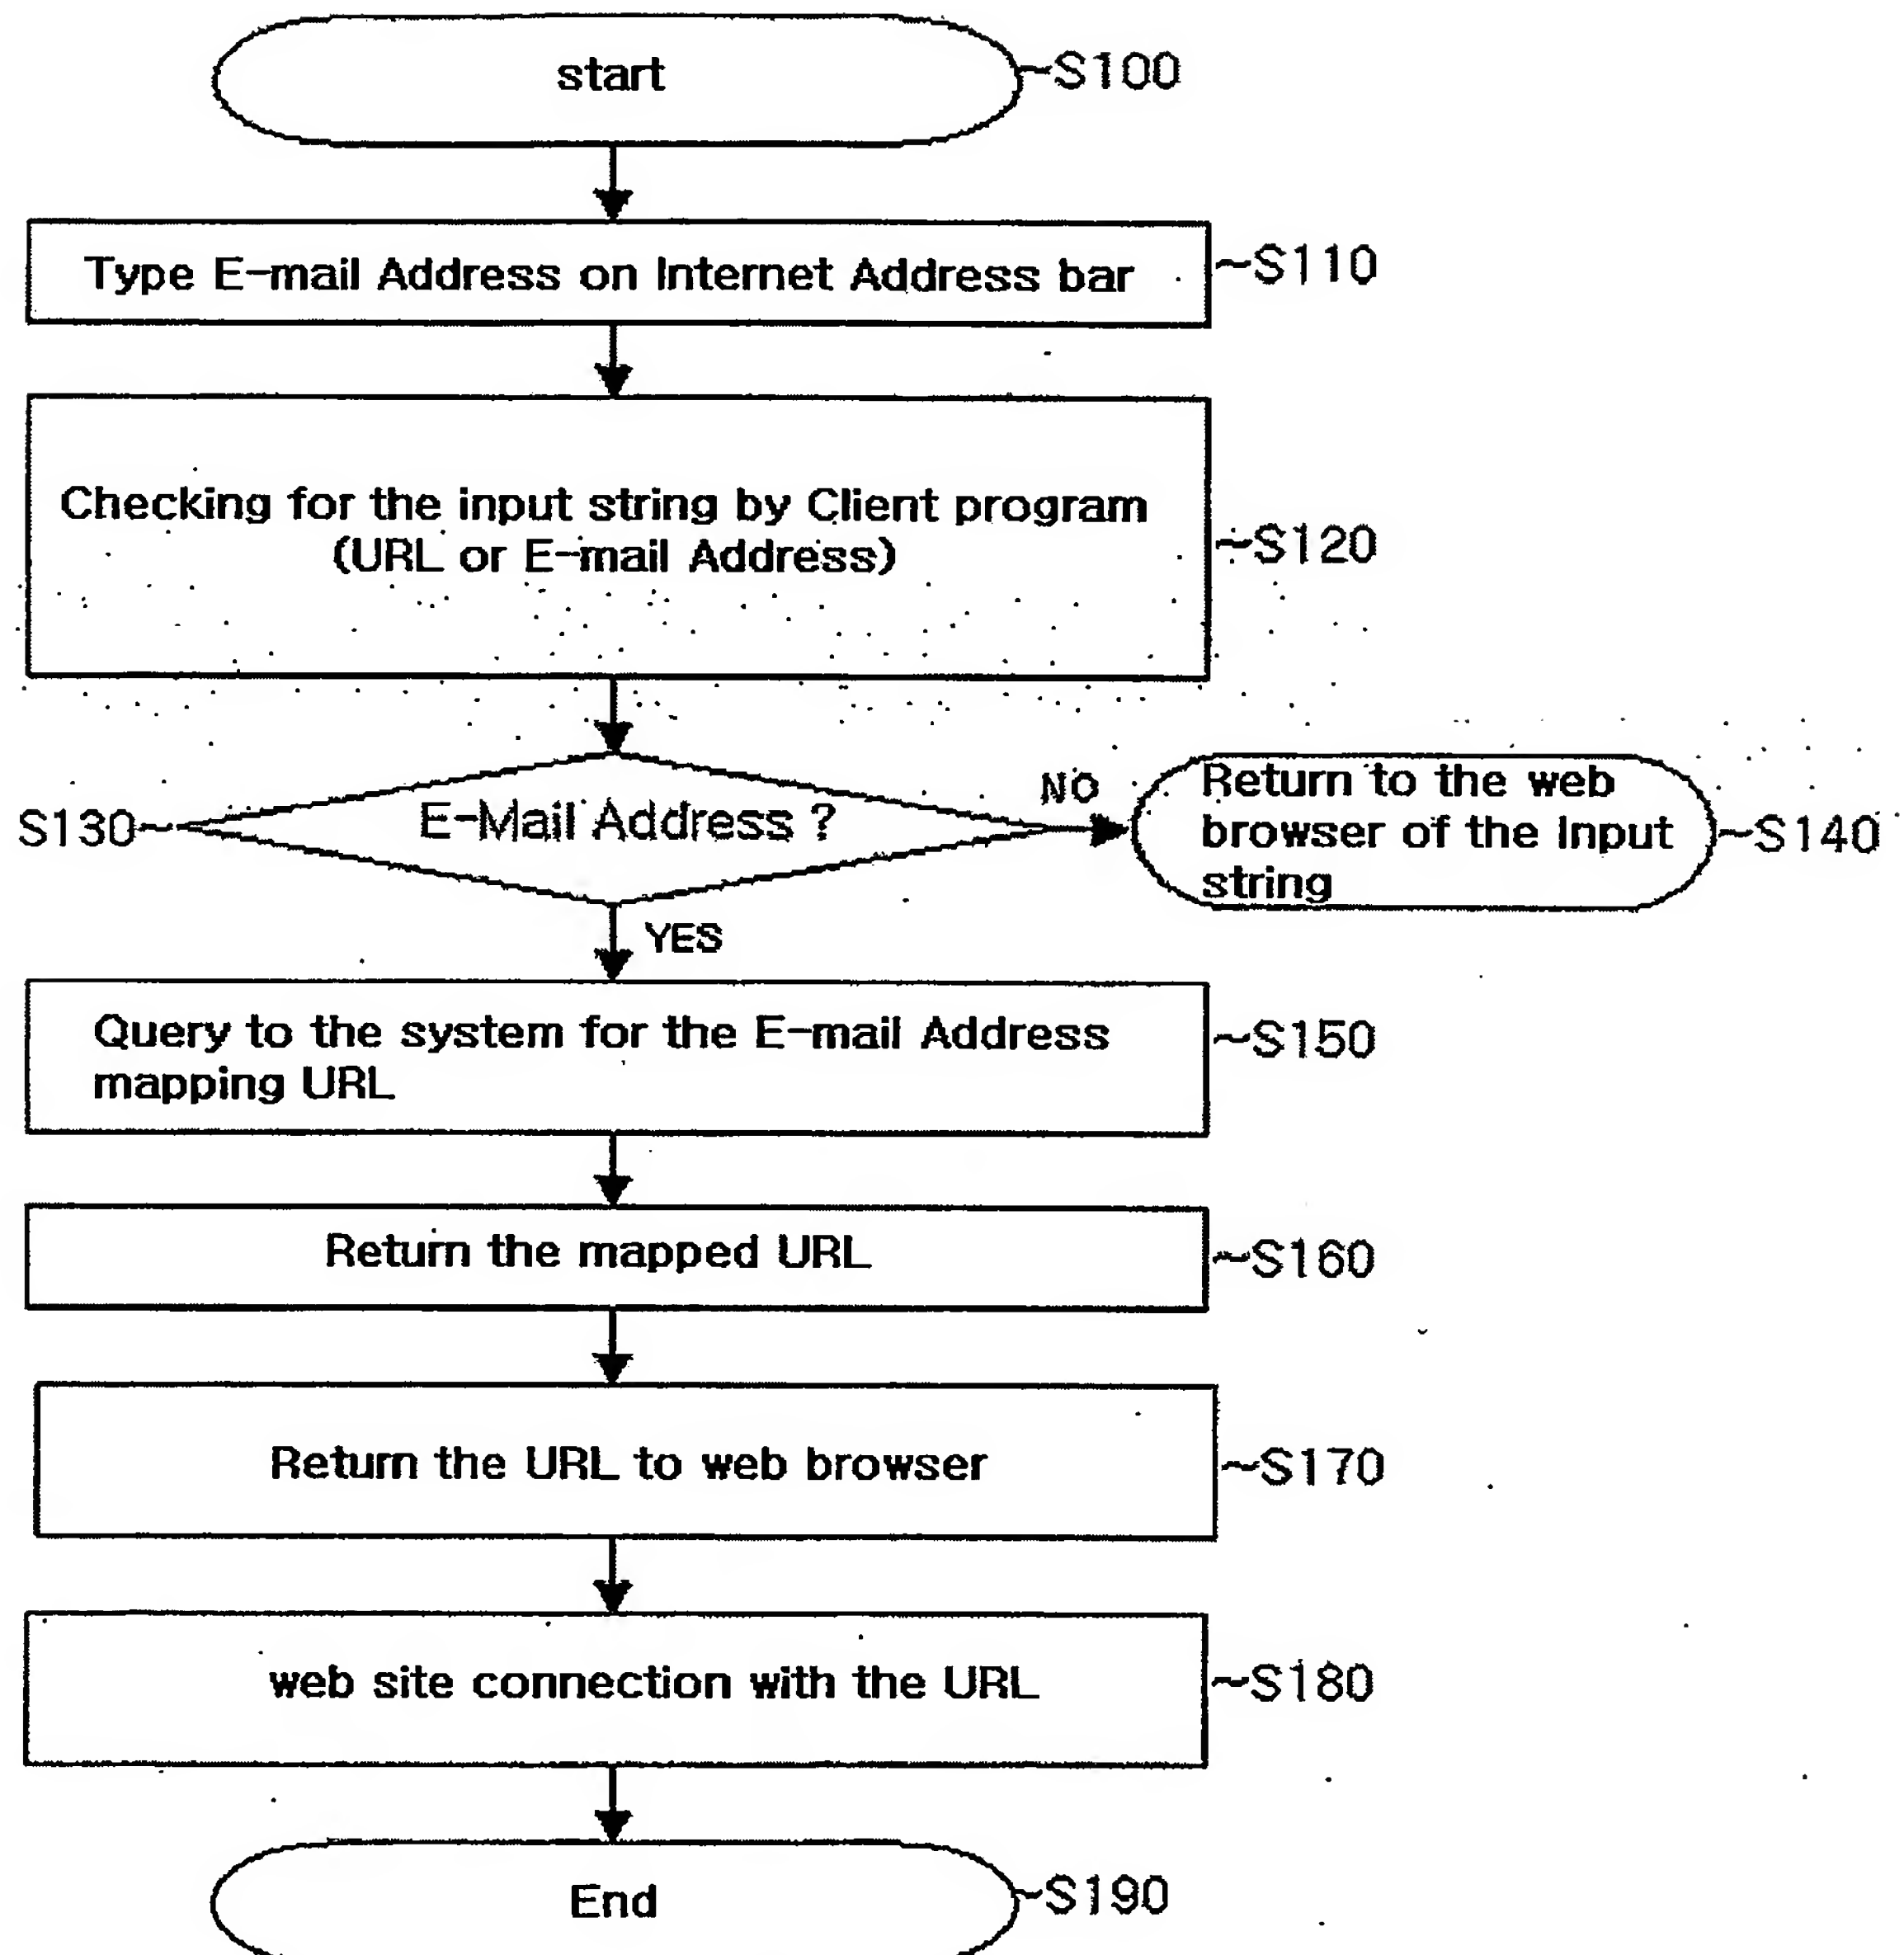 start
~S100
Type E-mail Address on Internet Address bar
~S110
Checking for the input string by Client program
(URL or E-mail Address)
~S120
S130~
E-Mail Address ?
NO
Return to the web
browser of the Input
string
~S140
YES
Query to the system for the E-mail Address
mapping URL
~S150
Return the mapped URL
~S160
Return the URL to web browser
~S170
web site connection with the URL
~S180
End
~S190